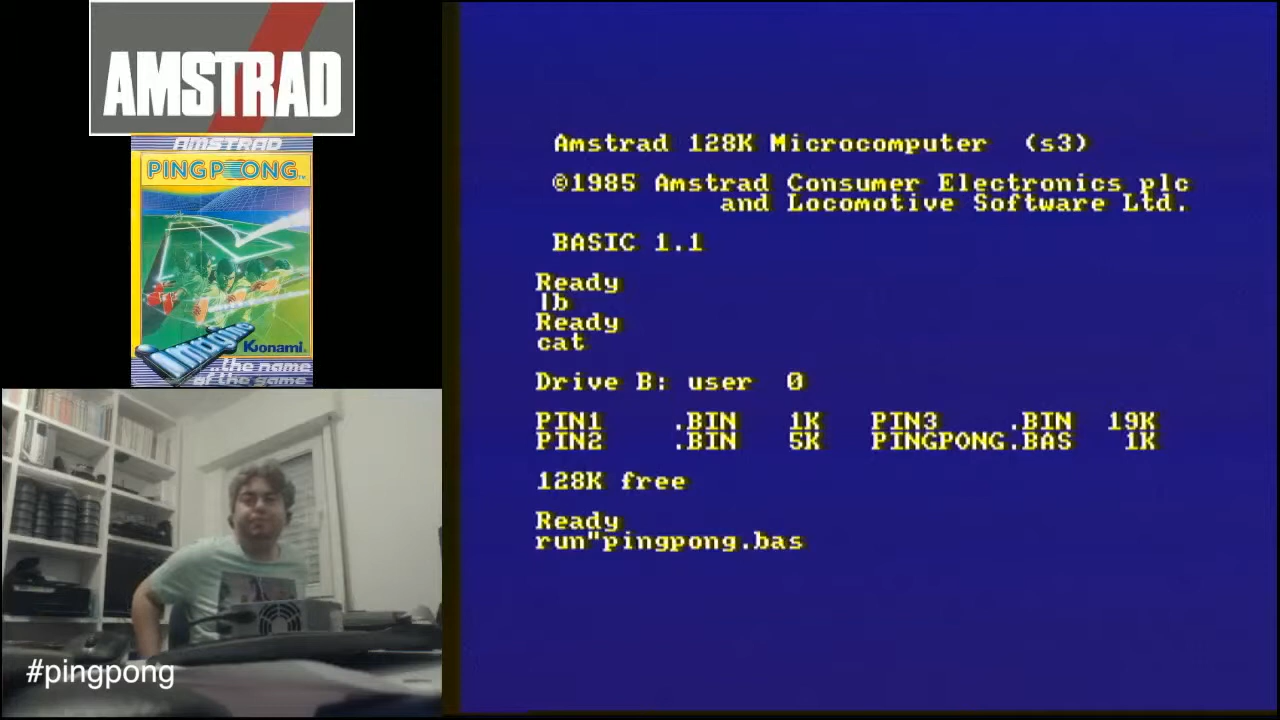 AMSTRAD
AMSTRAD
PING PONG
Imagine
Konami
...the name
of the game
#pingpong
Amstrad 128K Microcomputer (s3)
©1985 Amstrad Consumer Electronics plc
and Locomotive Software Ltd.
BASIC 1.1
Ready
|b
Ready
cat
Drive B: user 0
PIN1 .BIN 1K PIN3 .BIN 19K
PIN2 .BIN 5K PINGPONG.BAS 1K
128K free
Ready
run"pingpong.bas